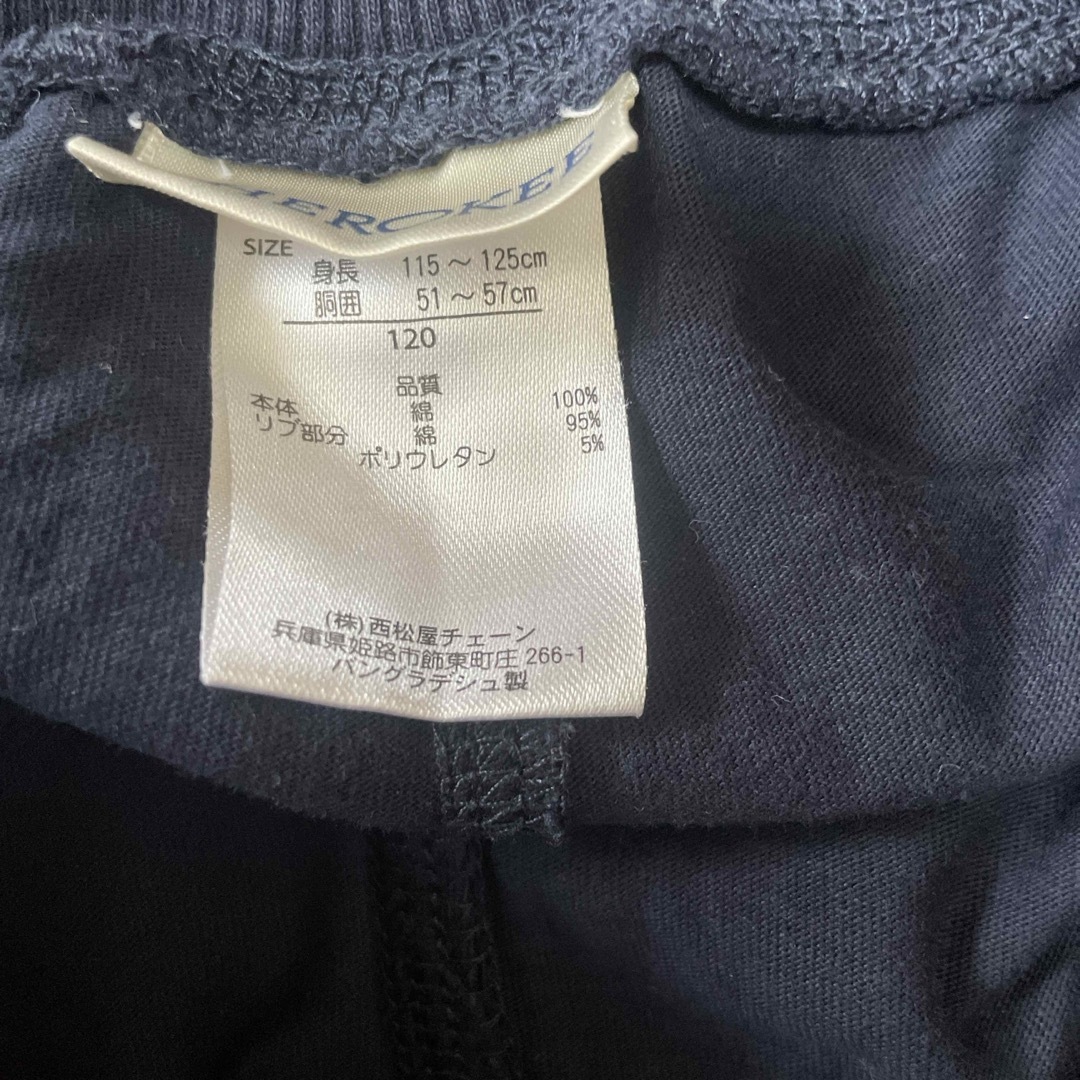 HEROKEE
SIZE
身長 115～125cm
胴囲 51～57cm
120
品質
本体 綿 100%
リブ部分 綿 95%
ポリウレタン 5%
(株)西松屋チェーン
兵庫県姫路市飾東町庄 266-1
バングラデシュ製